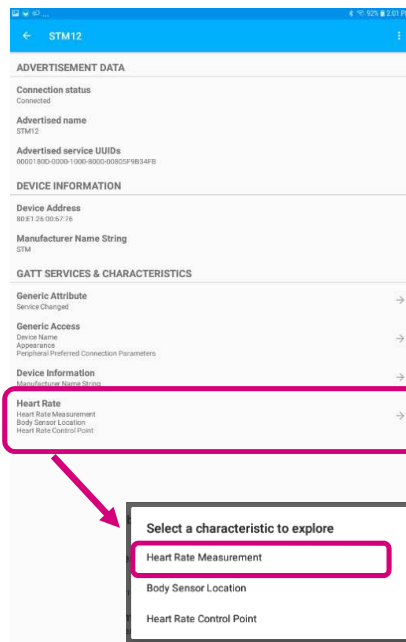 92% 2:01 PM
STM12
ADVERTISEMENT DATA
Connection status
Connected
Advertised name
STM12
Advertised service UUIDs
0000180D-0000-1000-8000-00805F9B34FB
DEVICE INFORMATION
Device Address
80:E1:26:00:67:76
Manufacturer Name String
STM
GATT SERVICES & CHARACTERISTICS
Generic Attribute
Service Changed
Generic Access
Device Name
Appearance
Peripheral Preferred Connection Parameters
Device Information
Manufacturer Name String
Heart Rate
Heart Rate Measurement
Body Sensor Location
Heart Rate Control Point
Select a characteristic to explore
Heart Rate Measurement
Body Sensor Location
Heart Rate Control Point